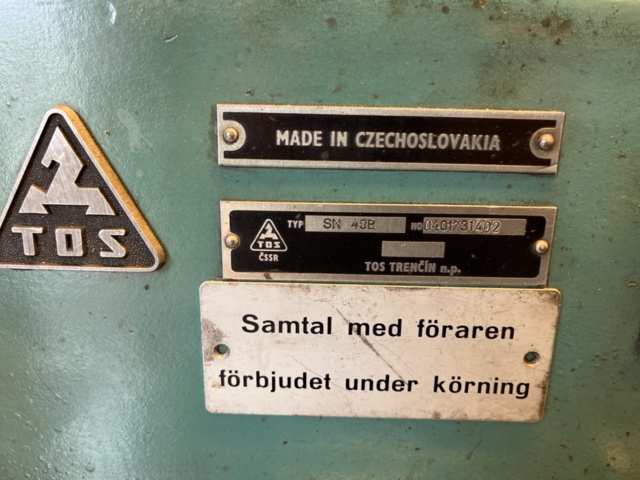 MADE IN CZECHOSLOVAKIA
TOS
TOS
ČSSR
TYP SN 40B NO 0401731402
TOS TRENČÍN n.p.
Samtal med föraren
förbjudet under körning